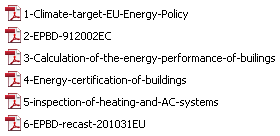 1-Climate-target-EU-Energy-Policy
2-EPBD-912002EC
3-Calculation-of-the-energy-performance-of-builings
4-Energy-certification-of-buildings
5-inspection-of-heating-and-AC-systems
6-EPBD-recast-201031EU